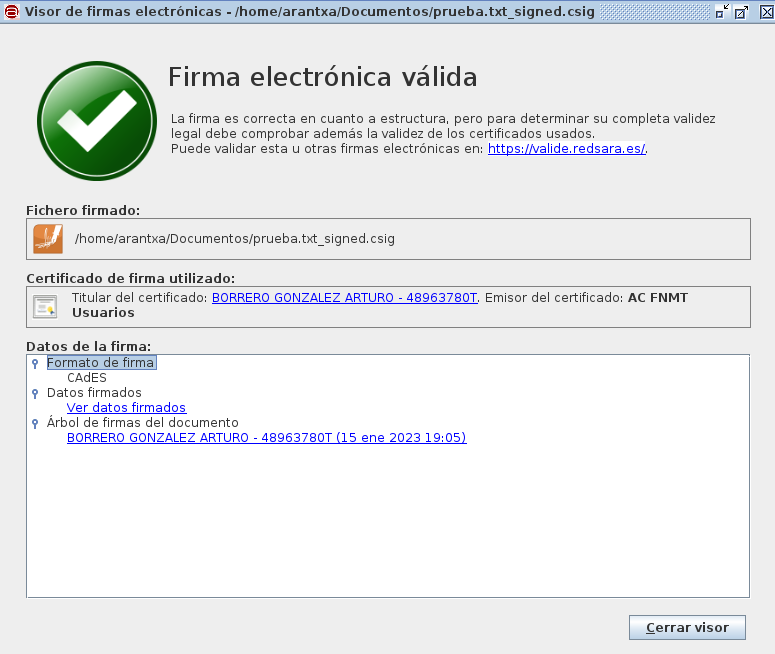 Visor de firmas electrónicas - /home/arantxa/Documentos/prueba.txt_signed.csig
Firma electrónica válida
La firma es correcta en cuanto a estructura, pero para determinar su completa validez
legal debe comprobar además la validez de los certificados usados.
Puede validar esta u otras firmas electrónicas en: https://valide.redsara.es/.
Fichero firmado:
/home/arantxa/Documentos/prueba.txt_signed.csig
Certificado de firma utilizado:
Titular del certificado: BORRERO GONZALEZ ARTURO - 48963780T. Emisor del certificado: AC FNMT
Usuarios
Datos de la firma:
Formato de firma
CAdES
Datos firmados
Ver datos firmados
Árbol de firmas del documento
BORRERO GONZALEZ ARTURO - 48963780T (15 ene 2023 19:05)
Cerrar visor